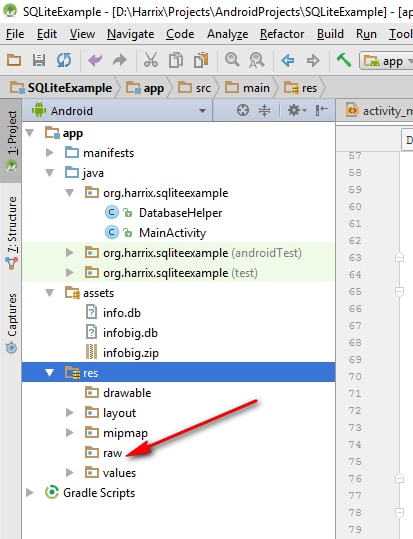 SQLiteExample - [D:\Harrix\Projects\AndroidProjects\SQLiteExample] - [ap
File Edit View Navigate Code Analyze Refactor Build Run Tools
app
SQLiteExample app src main res
Android
activity_m
1: Project
7: Structure
Captures
app
manifests
java
org.harrix.sqliteexample
DatabaseHelper
MainActivity
org.harrix.sqliteexample (androidTest)
org.harrix.sqliteexample (test)
assets
info.db
infobig.db
infobig.zip
res
drawable
layout
mipmap
raw
values
Gradle Scripts
D
57
58
59
60
61
62
63
64
65
66
67
68
69
70
71
72
73
74
75
76
77
78
79